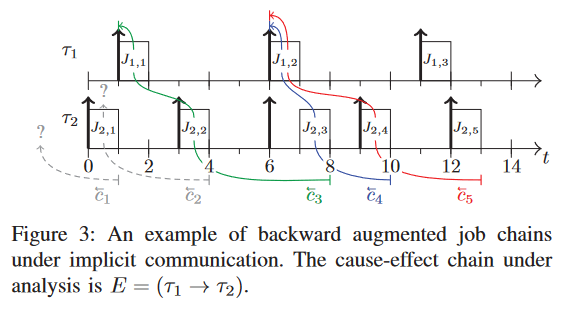 τ1
J1,1
J1,2
J1,3
?
?
τ2
J2,1
J2,2
J2,3
J2,4
J2,5
0 2 4 6 8 10 12 14 t
c⃖1 c⃖2 c⃖3 c⃖4 c⃖5
Figure 3: An example of backward augmented job chains
under implicit communication. The cause-effect chain under
analysis is E = (τ1 → τ2).